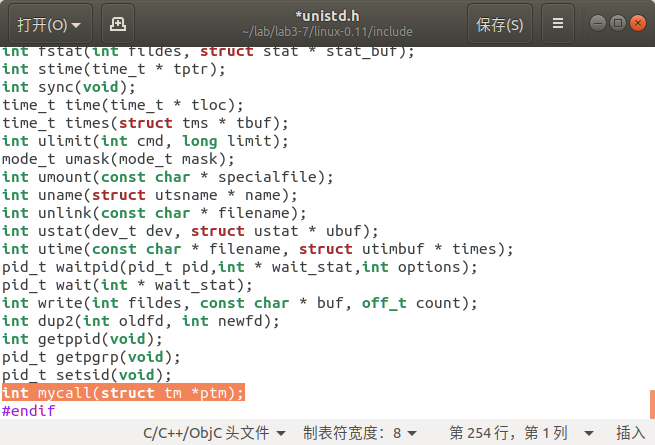 打开(O)
*unistd.h
~/lab/lab3-7/linux-0.11/include
保存(S)
int fstat(int fildes, struct stat * stat_buf);
int stime(time_t * tptr);
int sync(void);
time_t time(time_t * tloc);
time_t times(struct tms * tbuf);
int ulimit(int cmd, long limit);
mode_t umask(mode_t mask);
int umount(const char * specialfile);
int uname(struct utsname * name);
int unlink(const char * filename);
int ustat(dev_t dev, struct ustat * ubuf);
int utime(const char * filename, struct utimbuf * times);
pid_t waitpid(pid_t pid,int * wait_stat,int options);
pid_t wait(int * wait_stat);
int write(int fildes, const char * buf, off_t count);
int dup2(int oldfd, int newfd);
int getppid(void);
pid_t getpgrp(void);
pid_t setsid(void);
int mycall(struct tm *ptm);
#endif
C/C++/ObjC 头文件 制表符宽度：8 第 254 行，第 1 列 插入